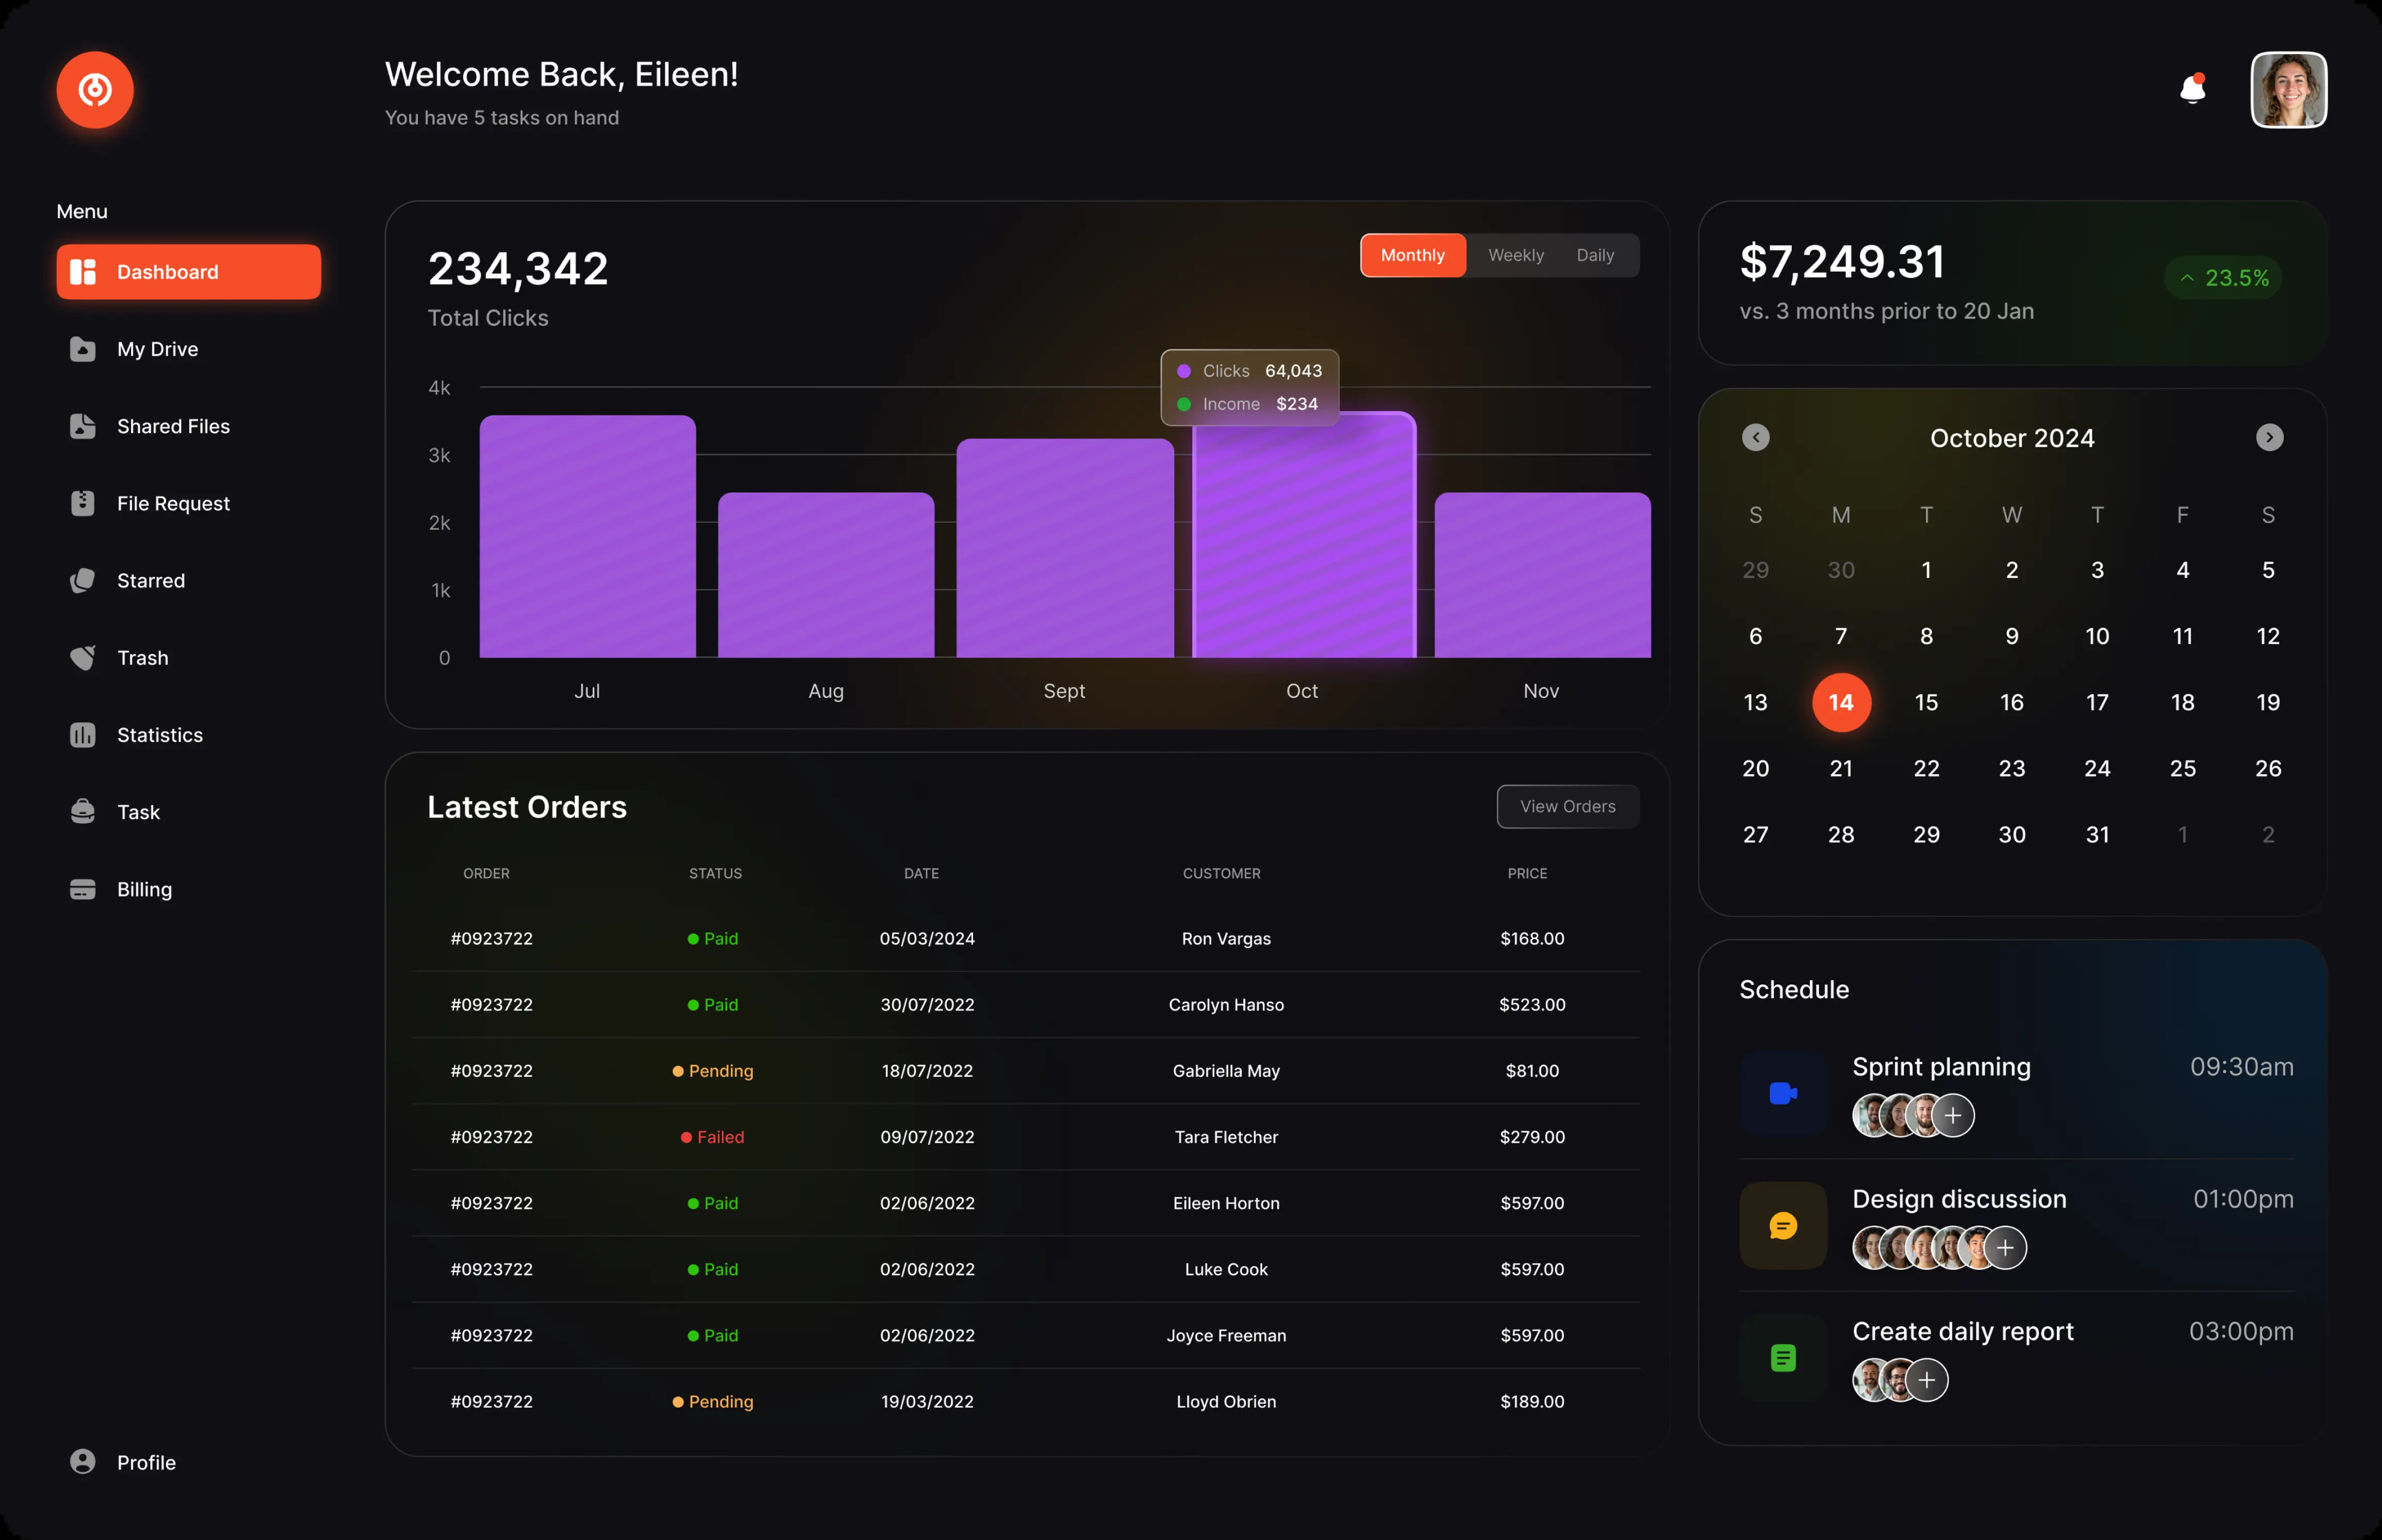 Welcome Back, Eileen!
You have 5 tasks on hand
Menu
Dashboard
My Drive
Shared Files
File Request
Starred
Trash
Statistics
Task
Billing
Profile
234,342
Total Clicks
Monthly Weekly Daily
Clicks 64,043
Income $234
4k
3k
2k
1k
0
Jul Aug Sept Oct Nov
Latest Orders
View Orders
ORDER STATUS DATE CUSTOMER PRICE
#0923722 Paid 05/03/2024 Ron Vargas $168.00
#0923722 Paid 30/07/2022 Carolyn Hanso $523.00
#0923722 Pending 18/07/2022 Gabriella May $81.00
#0923722 Failed 09/07/2022 Tara Fletcher $279.00
#0923722 Paid 02/06/2022 Eileen Horton $597.00
#0923722 Paid 02/06/2022 Luke Cook $597.00
#0923722 Paid 02/06/2022 Joyce Freeman $597.00
#0923722 Pending 19/03/2022 Lloyd Obrien $189.00
$7,249.31
vs. 3 months prior to 20 Jan
23.5%
October 2024
S M T W T F S
29 30 1 2 3 4 5
6 7 8 9 10 11 12
13 14 15 16 17 18 19
20 21 22 23 24 25 26
27 28 29 30 31 1 2
Schedule
Sprint planning 09:30am
Design discussion 01:00pm
Create daily report 03:00pm